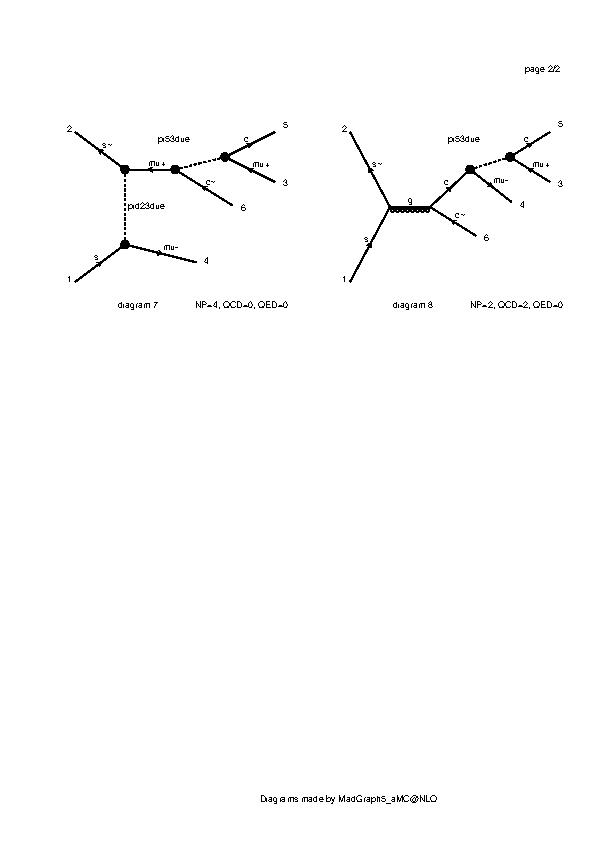 page 2/2
2
s~
mu+
pi53due
c
5
mu+
3
c~
6
pid23due
s
mu-
4
1
diagram 7 NP=4, QCD=0, QED=0
2
s~
g
c
pi53due
c
5
mu+
3
mu-
4
c~
6
s
1
diagram 8 NP=2, QCD=2, QED=0
Diagrams made by MadGraph5_aMC@NLO